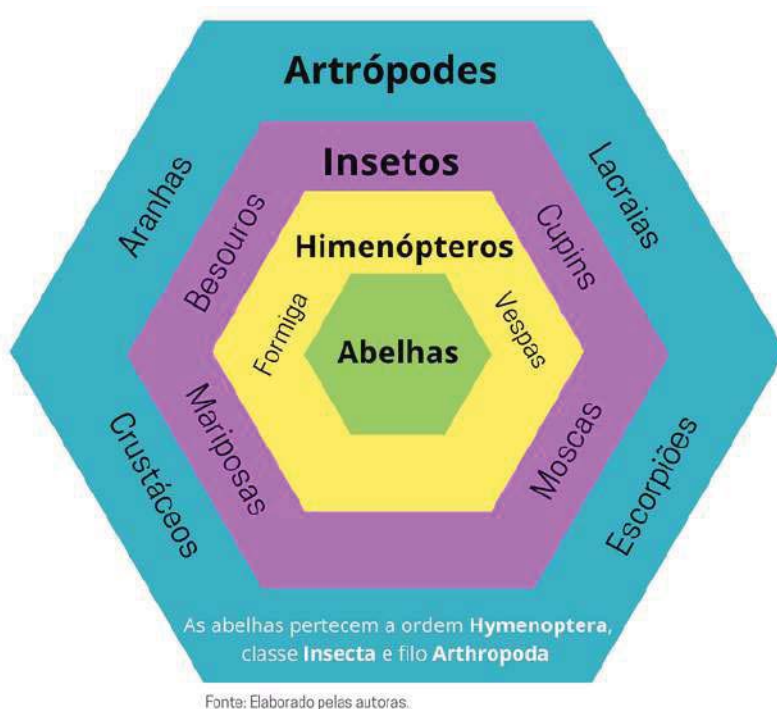 Artrópodes
Insetos
Himenópteros
Abelhas
Aranhas
Lacraias
Besouros
Cupins
Formiga
Vespas
Mariposas
Moscas
Crustáceos
Escorpiões
As abelhas pertecem a ordem Hymenoptera,
classe Insecta e filo Arthropoda
Fonte: Elaborado pelas autoras.